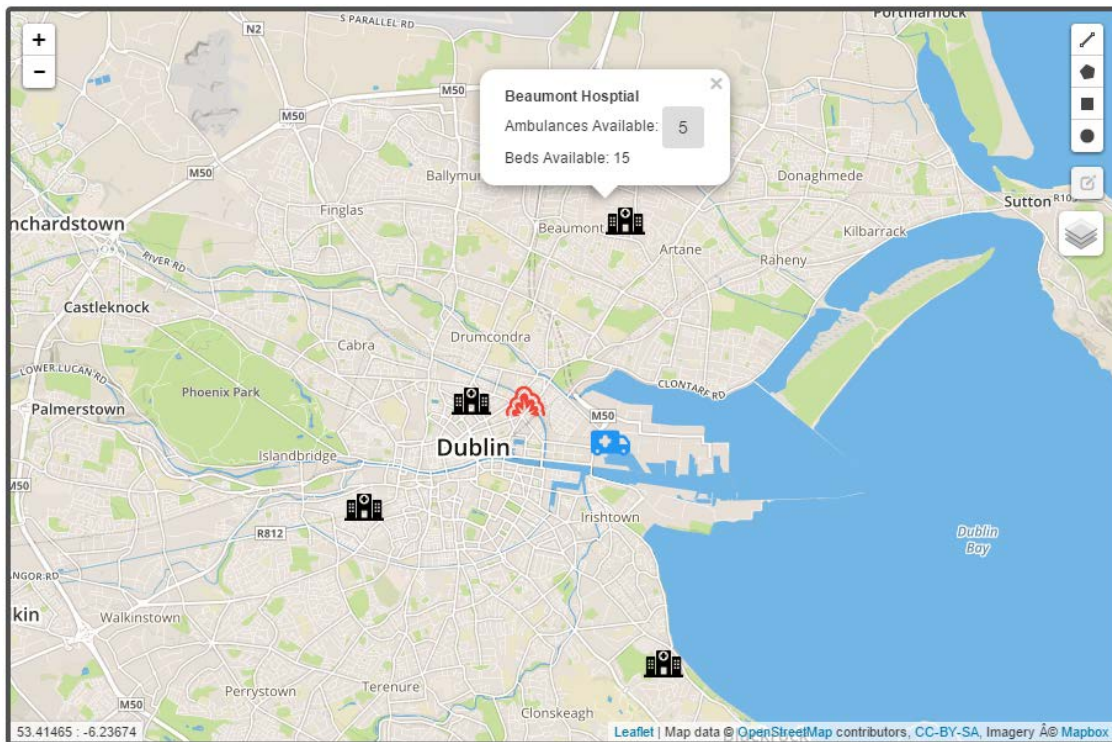 S PARALLEL RD
Portmarnock
+
N2
-
M50
×
Beaumont Hosptial
M50
Ambulances Available: 5
Beds Available: 15
M50
Ballymun
Donaghmede
Sutton
R105
Finglas
nchardstown
Beaumont
Kilbarrack
Artane
RIVER RD
Raheny
Castleknock
Drumcondra
Cabra
LOWER LUCAN RD
Phoenix Park
CLONTARF RD
Palmerstown
M50
Dublin
Islandbridge
M50
Irishtown
R812
Dublin
Bay
ANGOR RD
kin
Walkinstown
Terenure
Perrystown
M50
Clonskeagh
53.41465 : -6.23674
Leaflet | Map data © OpenStreetMap contributors, CC-BY-SA, Imagery Â© Mapbox